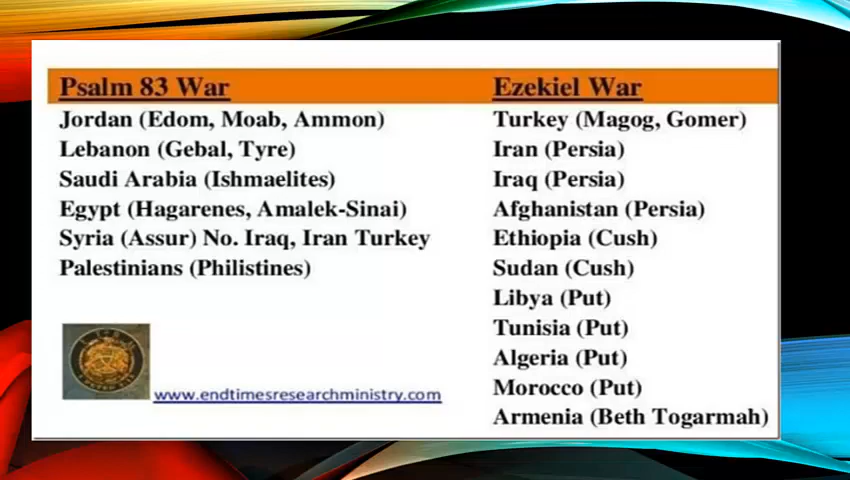 Psalm 83 War
Jordan (Edom, Moab, Ammon)
Lebanon (Gebal, Tyre)
Saudi Arabia (Ishmaelites)
Egypt (Hagarenes, Amalek-Sinai)
Syria (Assur) No. Iraq, Iran Turkey
Palestinians (Philistines)
www.endtimesresearchministry.com
Ezekiel War
Turkey (Magog, Gomer)
Iran (Persia)
Iraq (Persia)
Afghanistan (Persia)
Ethiopia (Cush)
Sudan (Cush)
Libya (Put)
Tunisia (Put)
Algeria (Put)
Morocco (Put)
Armenia (Beth Togarmah)